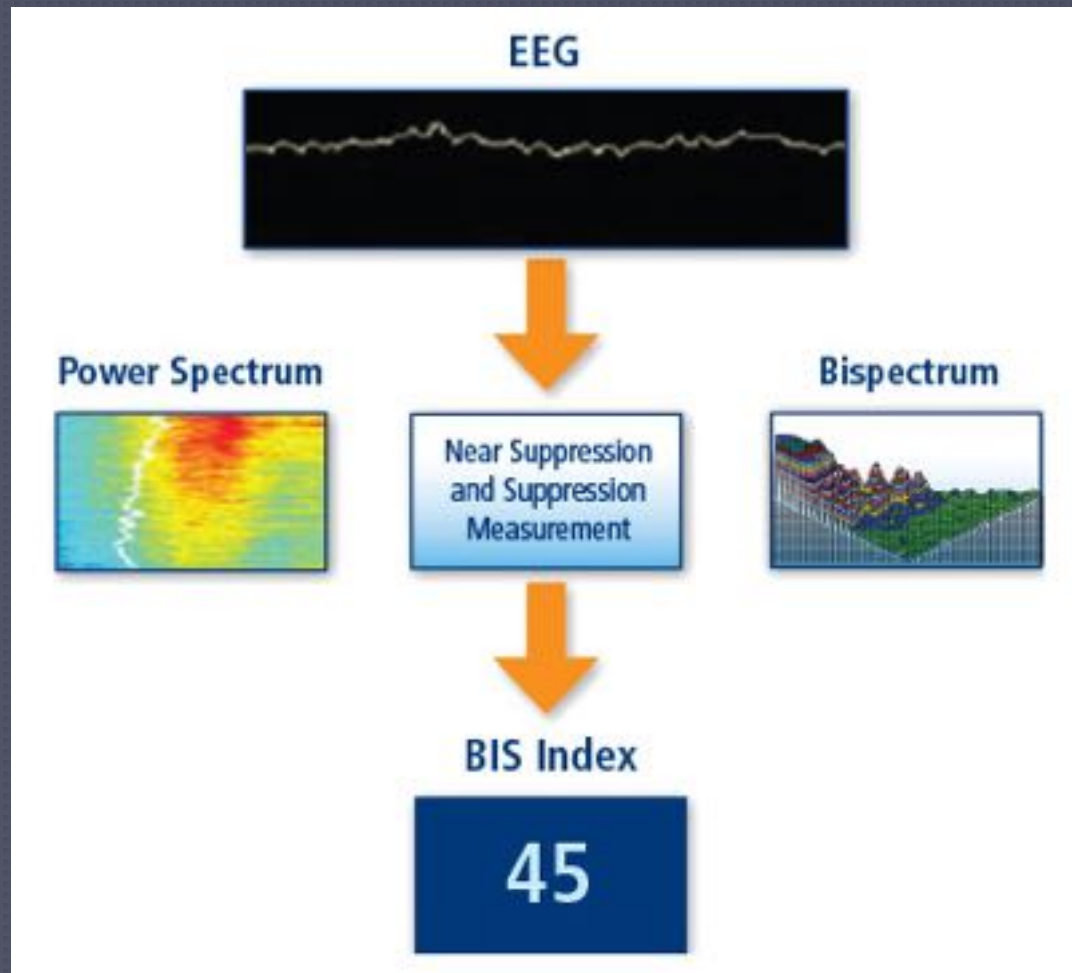 EEG
Power Spectrum
Near Suppression
and Suppression
Measurement
Bispectrum
BIS Index
45